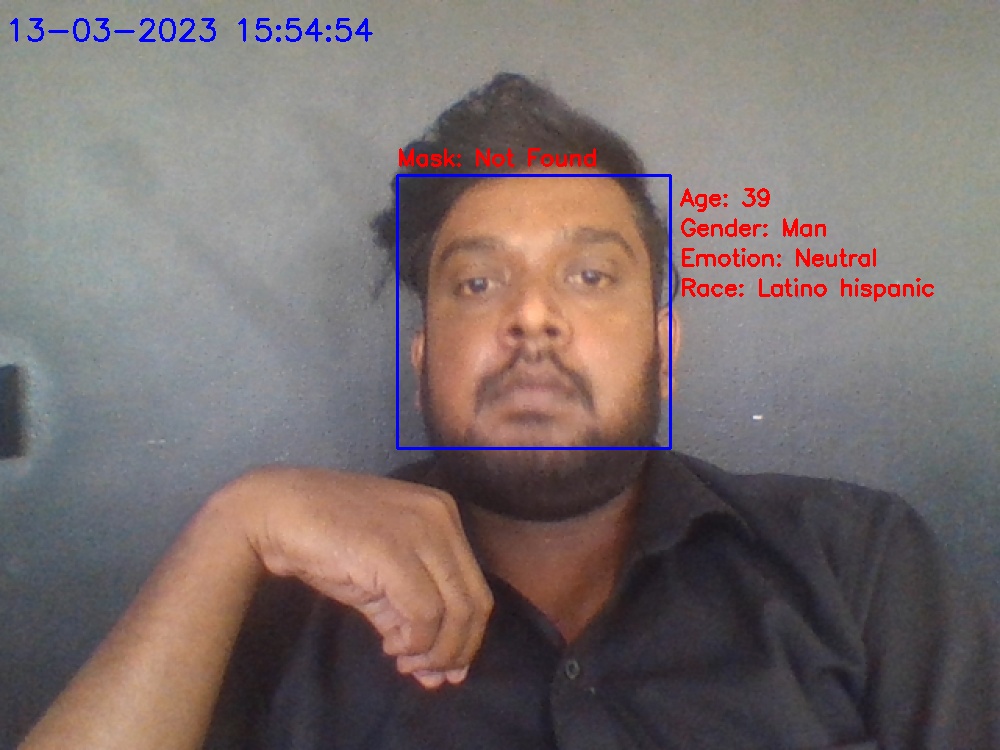 13-03-2023 15:54:54
Mask: Not Found
Age: 39
Gender: Man
Emotion: Neutral
Race: Latino hispanic